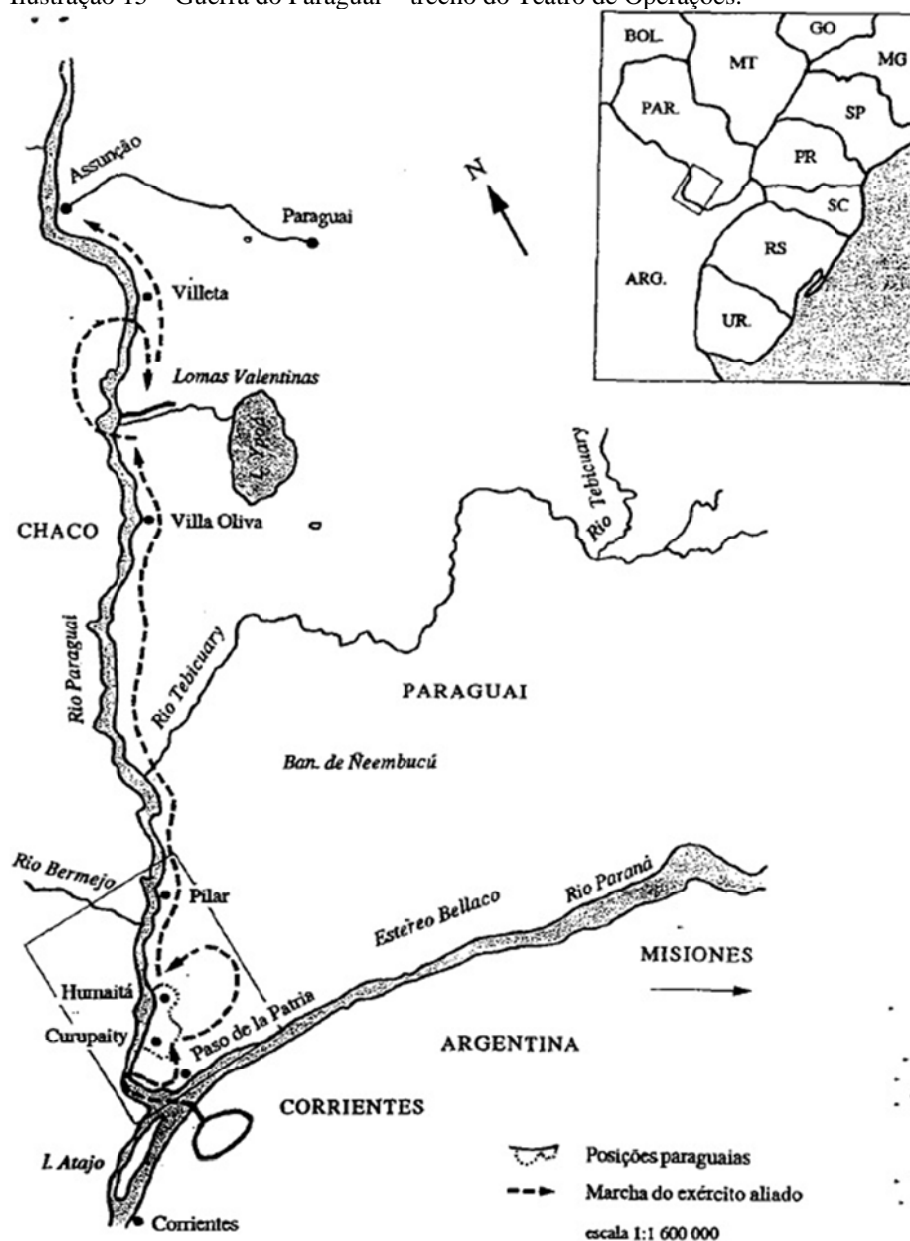 Ilustração 15 – Guerra do Paraguai – trecho do Teatro de Operações.
BOL.
GO
MT
MG
PAR.
SP
PR
SC
ARG.
RS
UR.
N
Assunção
Paraguai
Villeta
Lomas Valentinas
L. Ypoá
Rio Tebicuary
CHACO
Villa Oliva
Rio Paraguai
Rio Tebicuary
PARAGUAI
Ban. de Ñeembucú
Rio Bermejo
Pilar
Estéreo Bellaco
Rio Paraná
MISIONES
Humaitá
Curupaity
Paso de la Patria
ARGENTINA
CORRIENTES
I. Atajo
Corrientes
Posições paraguaias
Marcha do exército aliado
escala 1:1 600 000